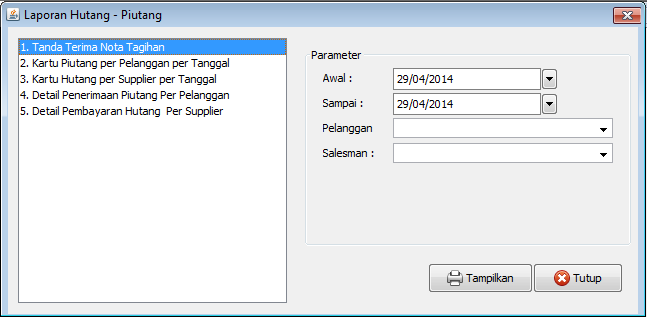 Laporan Hutang - Piutang
1. Tanda Terima Nota Tagihan
2. Kartu Piutang per Pelanggan per Tanggal
3. Kartu Hutang per Supplier per Tanggal
4. Detail Penerimaan Piutang Per Pelanggan
5. Detail Pembayaran Hutang  Per Supplier
Parameter
Awal : 29/04/2014
Sampai : 29/04/2014
Pelanggan
Salesman :
Tampilkan Tutup